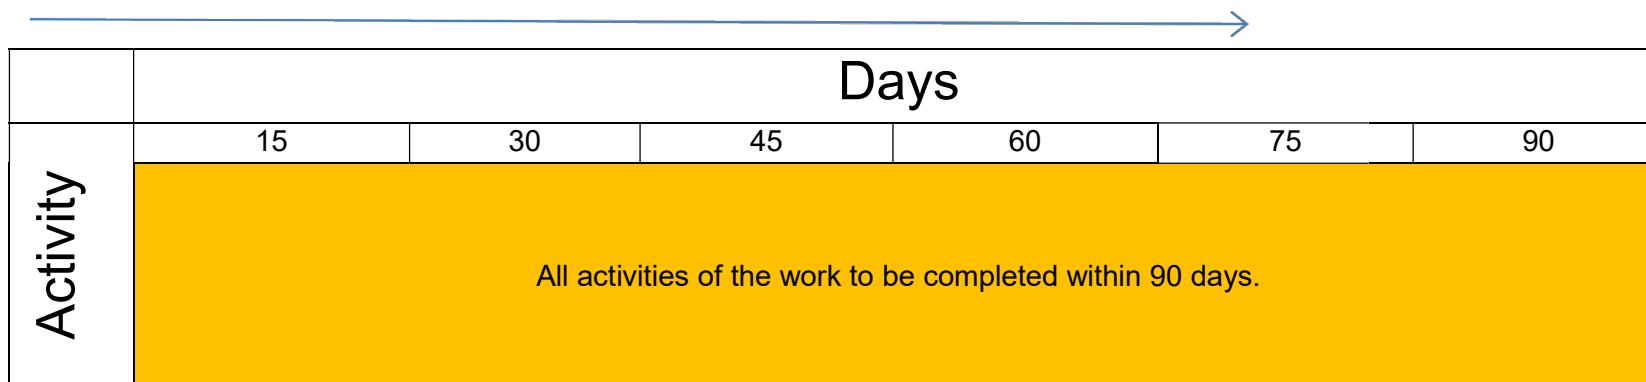 Days
15 30 45 60 75 90
Activity
All activities of the work to be completed within 90 days.